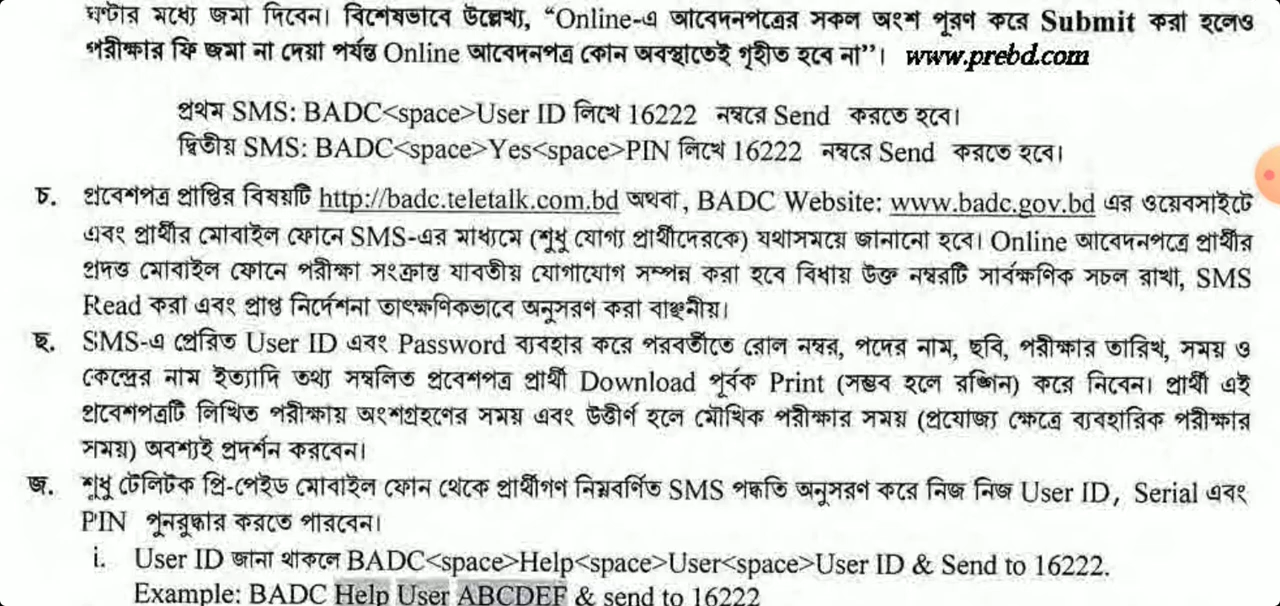 ঘণ্টার মধ্যে জমা দিবেন। বিশেষভাবে উল্লেখ্য, “Online-এ আবেদনপত্রের সকল অংশ পূরণ করে Submit করা হলেও
পরীক্ষার ফি জমা না দেয়া পর্যন্ত Online আবেদনপত্র কোন অবস্থাতেই গৃহীত হবে না”। www.prebd.com
প্রথম SMS: BADC<space>User ID লিখে 16222 নম্বরে Send করতে হবে।
দ্বিতীয় SMS: BADC<space>Yes<space>PIN লিখে 16222 নম্বরে Send করতে হবে।
চ. প্রবেশপত্র প্রাপ্তির বিষয়টি http://badc.teletalk.com.bd অথবা, BADC Website: www.badc.gov.bd এর ওয়েবসাইটে
এবং প্রার্থীর মোবাইল ফোনে SMS-এর মাধ্যমে (শুধু যোগ্য প্রার্থীদেরকে) যথাসময়ে জানানো হবে। Online আবেদনপত্রে প্রার্থীর
প্রদত্ত মোবাইল ফোনে পরীক্ষা সংক্রান্ত যাবতীয় যোগাযোগ সম্পন্ন করা হবে বিধায় উক্ত নম্বরটি সার্বক্ষণিক সচল রাখা, SMS
Read করা এবং প্রাপ্ত নির্দেশনা তাৎক্ষণিকভাবে অনুসরণ করা বাঞ্ছনীয়।
ছ. SMS-এ প্রেরিত User ID এবং Password ব্যবহার করে পরবর্তীতে রোল নম্বর, পদের নাম, ছবি, পরীক্ষার তারিখ, সময় ও
কেন্দ্রের নাম ইত্যাদি তথ্য সম্বলিত প্রবেশপত্র প্রার্থী Download পূর্বক Print (সম্ভব হলে রঙ্গিন) করে নিবেন। প্রার্থী এই
প্রবেশপত্রটি লিখিত পরীক্ষায় অংশগ্রহণের সময় এবং উত্তীর্ণ হলে মৌখিক পরীক্ষার সময় (প্রযোজ্য ক্ষেত্রে ব্যবহারিক পরীক্ষার
সময়) অবশ্যই প্রদর্শন করবেন।
জ. শুধু টেলিটক প্রি-পেইড মোবাইল ফোন থেকে প্রার্থীগণ নিম্নবর্ণিত SMS পদ্ধতি অনুসরণ করে নিজ নিজ User ID, Serial এবং
PIN পুনরুদ্ধার করতে পারবেন।
i. User ID জানা থাকলে BADC<space>Help<space>User<space>User ID & Send to 16222.
Example: BADC Help User ABCDEF & send to 16222